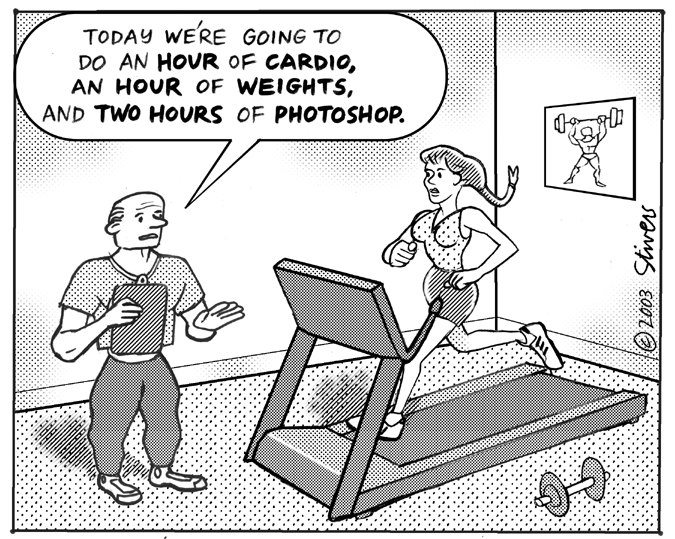 TODAY WE'RE GOING TO
DO AN HOUR OF CARDIO,
AN HOUR OF WEIGHTS,
AND TWO HOURS OF PHOTOSHOP.
© 2003 Stivers